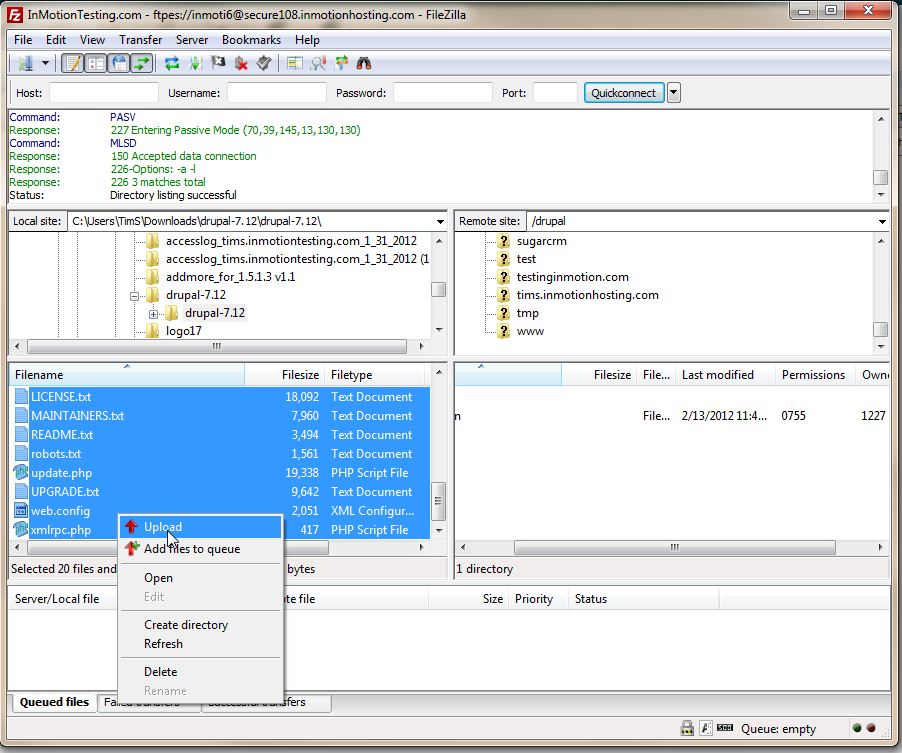 InMotionTesting.com - ftpes://inmoti6@secure108.inmotionhosting.com - FileZilla
File Edit View Transfer Server Bookmarks Help
Host: Username: Password: Port: Quickconnect
Command: PASV
Response: 227 Entering Passive Mode (70,39,145,13,130,130)
Command: MLSD
Response: 150 Accepted data connection
Response: 226-Options: -a -l
Response: 226 3 matches total
Status: Directory listing successful
Local site: C:\Users\TimS\Downloads\drupal-7.12\drupal-7.12\
accesslog_tims.inmotiontesting.com_1_31_2012
accesslog_tims.inmotiontesting.com_1_31_2012 (1
addmore_for_1.5.1.3 v1.1
drupal-7.12
drupal-7.12
logo17
Remote site: /drupal
sugarcrm
test
testinginmotion.com
tims.inmotionhosting.com
tmp
www
Filename Filesize Filetype
LICENSE.txt 18,092 Text Document
MAINTAINERS.txt 7,960 Text Document
README.txt 3,494 Text Document
robots.txt 1,561 Text Document
update.php 19,338 PHP Script File
UPGRADE.txt 9,642 Text Document
web.config 2,051 XML Configur...
xmlrpc.php 417 PHP Script File
Selected 20 files and bytes
Filesize File... Last modified Permissions Owne
n File... 2/13/2012 11:4... 0755 1227
1 directory
Upload
Add files to queue
Open
Edit
Create directory
Refresh
Delete
Rename
Server/Local file ote file Size Priority Status
Queued files Failed transfers Successful transfers
Queue: empty